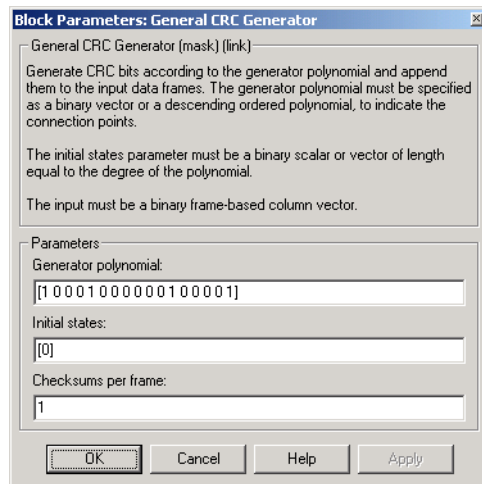 Block Parameters: General CRC Generator
General CRC Generator (mask) (link)
Generate CRC bits according to the generator polynomial and append
them to the input data frames. The generator polynomial must be specified
as a binary vector or a descending ordered polynomial, to indicate the
connection points.
The initial states parameter must be a binary scalar or vector of length
equal to the degree of the polynomial.
The input must be a binary frame-based column vector.
Parameters
Generator polynomial:
[1 0 0 0 1 0 0 0 0 0 0 1 0 0 0 0 1]
Initial states:
[0]
Checksums per frame:
1
OK Cancel Help Apply